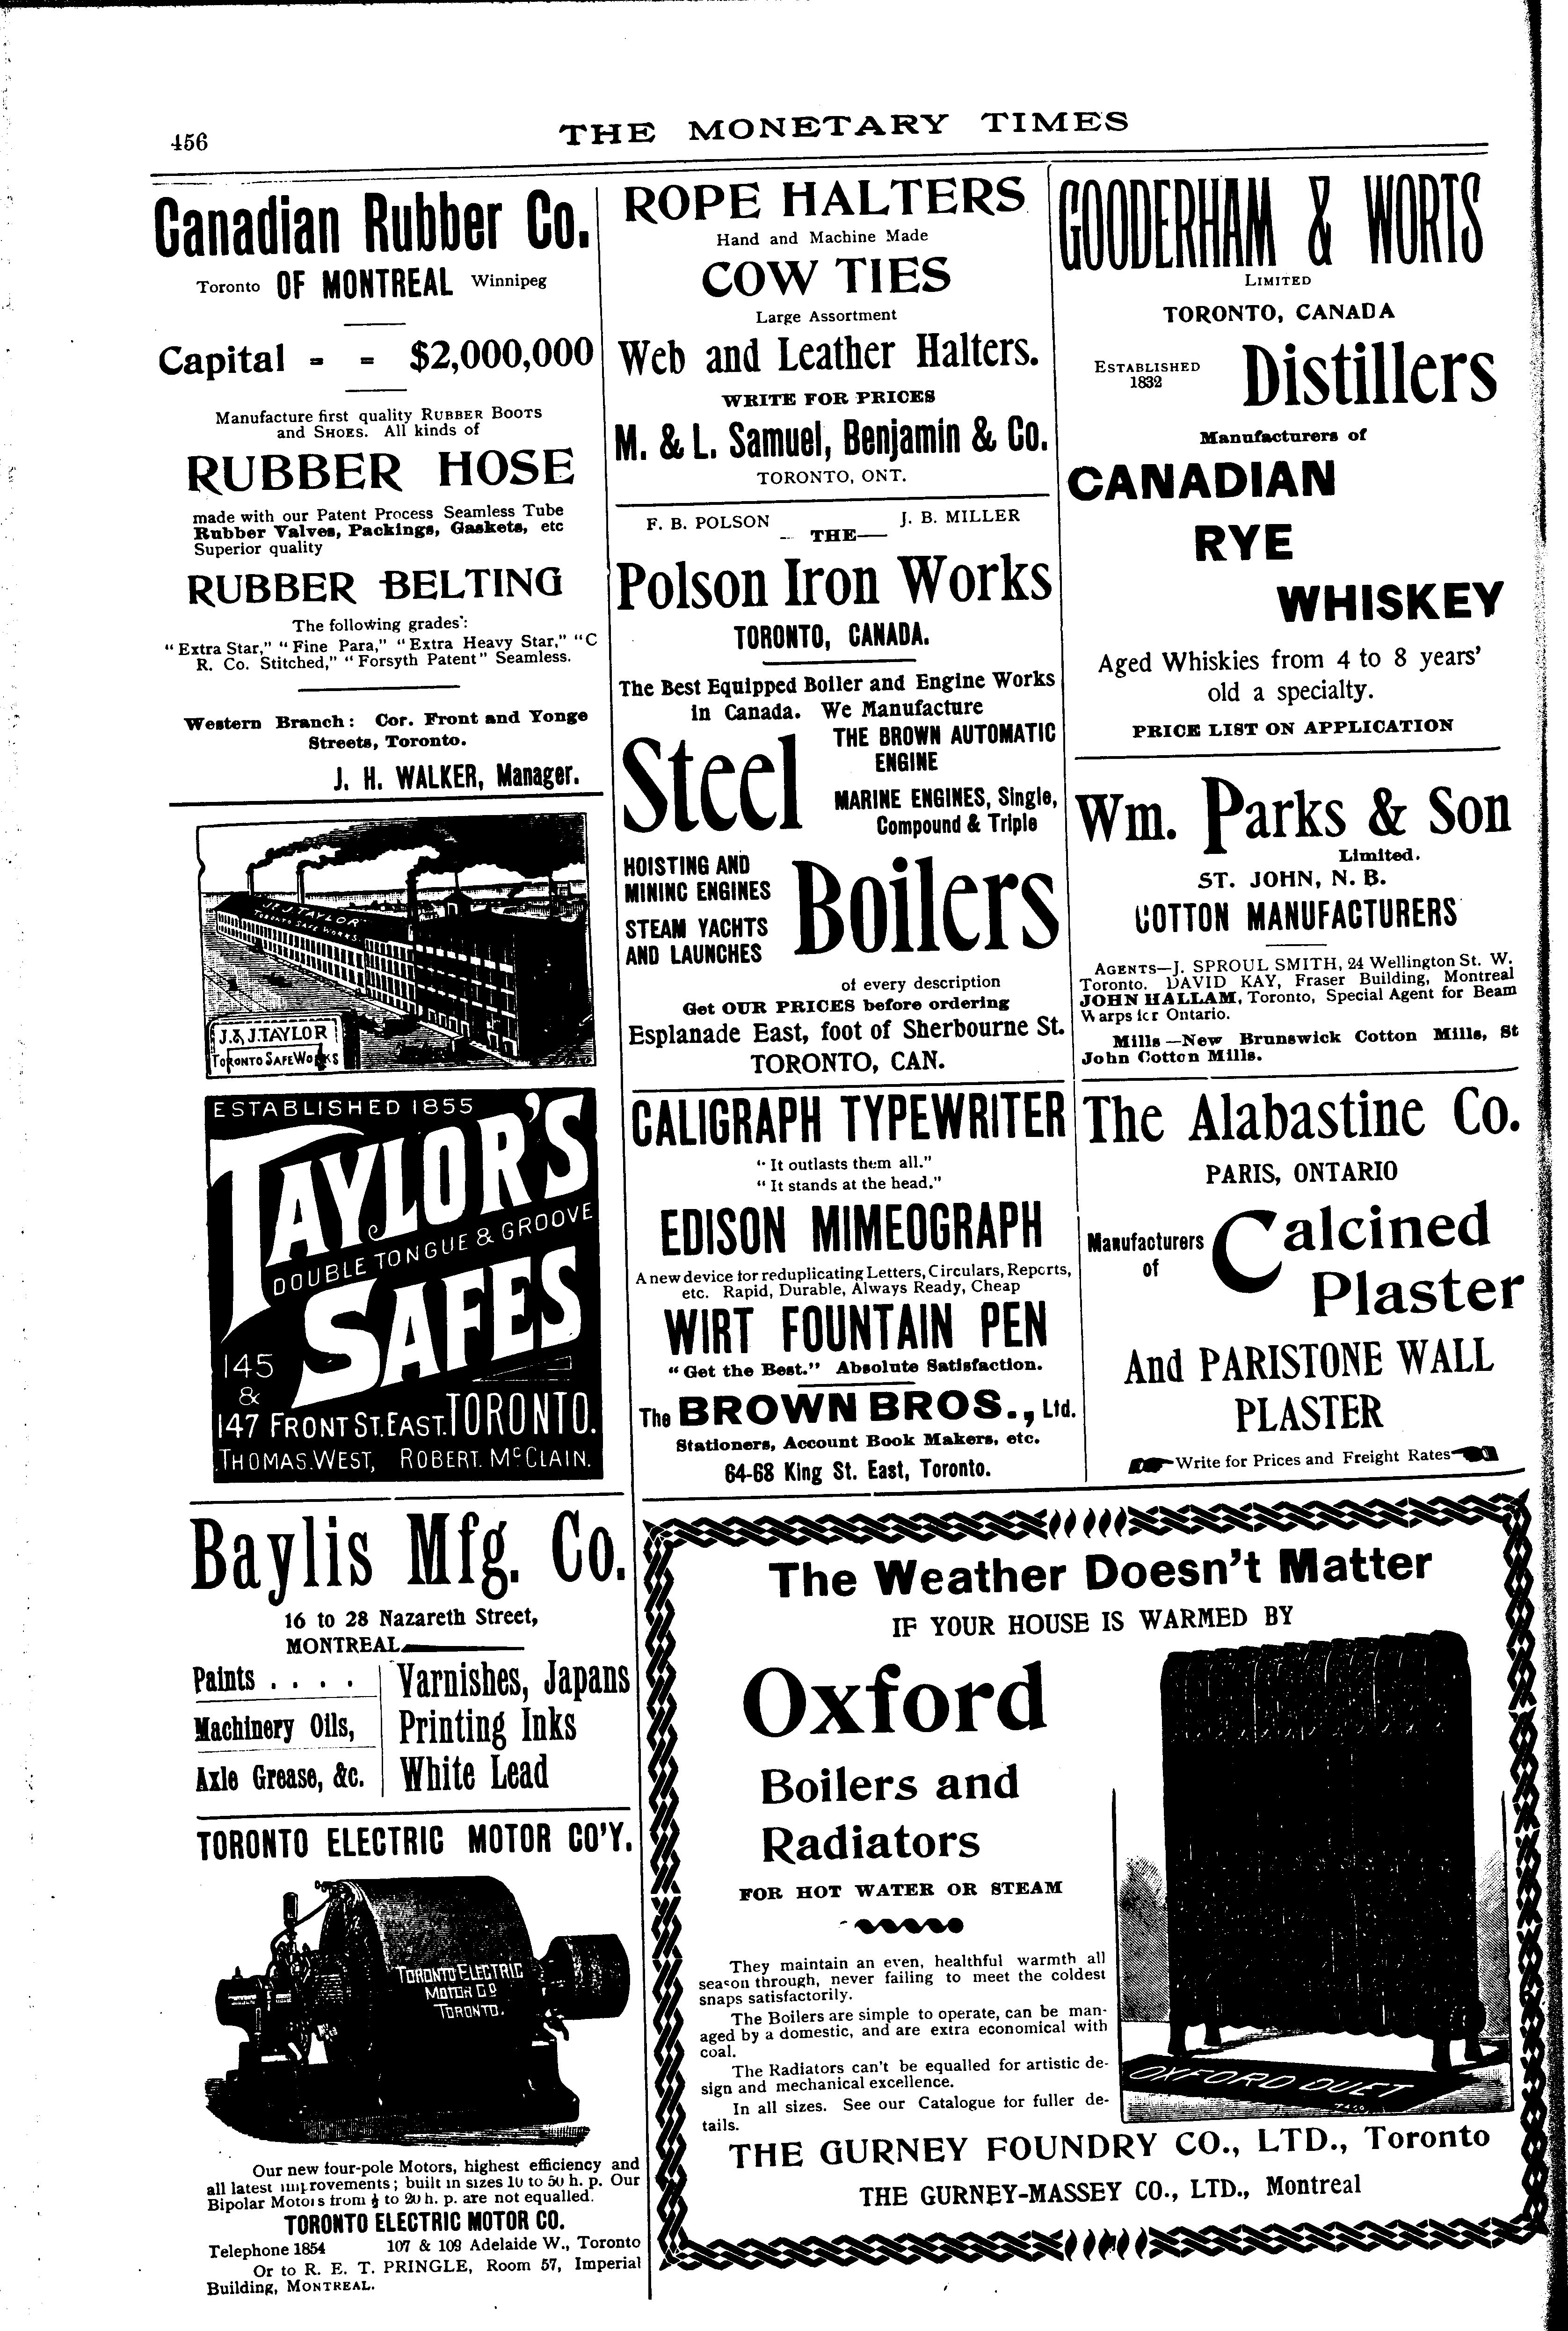 456
THE MONETARY TIMES
Canadian Rubber Co.
Toronto OF MONTREAL Winnipeg
Capital = = $2,000,000
Manufacture first quality RUBBER BOOTS
and SHOES. All kinds of
RUBBER HOSE
made with our Patent Process Seamless Tube
Rubber Valves, Packings, Gaskets, etc
Superior quality
RUBBER BELTING
The following grades:
"Extra Star," "Fine Para," "Extra Heavy Star," "C
R. Co. Stitched," "Forsyth Patent" Seamless.
Western Branch: Cor. Front and Yonge
Streets, Toronto.
J. H. WALKER, Manager.
J. & J. TAYLOR
TORONTO SAFE WORKS.
J. & J. TAYLOR
TORONTO SAFE WORKS
ESTABLISHED 1855
TAYLOR'S
DOUBLE TONGUE & GROOVE
SAFES
145
&
147 FRONT ST. EAST. TORONTO.
THOMAS. WEST, ROBERT. McCLAIN.
Baylis Mfg. Co.
16 to 28 Nazareth Street,
MONTREAL
Paints . . . . Varnishes, Japans
Machinery Oils, Printing Inks
Axle Grease, &c. White Lead
TORONTO ELECTRIC MOTOR CO'Y.
TORONTO ELECTRIC
MOTOR CO
TORONTO.
Our new four-pole Motors, highest efficiency and
all latest improvements; built in sizes 10 to 50 h. p. Our
Bipolar Motors from ½ to 20 h. p. are not equalled.
TORONTO ELECTRIC MOTOR CO.
Telephone 1854 107 & 109 Adelaide W., Toronto
Or to R. E. T. PRINGLE, Room 57, Imperial
Building, MONTREAL.
ROPE HALTERS
Hand and Machine Made
COW TIES
Large Assortment
Web and Leather Halters.
WRITE FOR PRICES
M. & L. Samuel, Benjamin & Co.
TORONTO, ONT.
F. B. POLSON J. B. MILLER
— THE—
Polson Iron Works
TORONTO, CANADA.
The Best Equipped Boiler and Engine Works
in Canada. We Manufacture
Steel
THE BROWN AUTOMATIC
ENGINE
MARINE ENGINES, Single,
Compound & Triple
HOISTING AND
MINING ENGINES
STEAM YACHTS
AND LAUNCHES
Boilers
of every description
Get OUR PRICES before ordering
Esplanade East, foot of Sherbourne St.
TORONTO, CAN.
CALIGRAPH TYPEWRITER
"It outlasts them all."
"It stands at the head."
EDISON MIMEOGRAPH
A new device for reduplicating Letters, Circulars, Reports,
etc. Rapid, Durable, Always Ready, Cheap
WIRT FOUNTAIN PEN
"Get the Best." Absolute Satisfaction.
The BROWN BROS., Ltd.
Stationers, Account Book Makers, etc.
64-68 King St. East, Toronto.
GOODERHAM & WORTS
LIMITED
TORONTO, CANADA
ESTABLISHED
1832
Distillers
Manufacturers of
CANADIAN
RYE
WHISKEY
Aged Whiskies from 4 to 8 years'
old a specialty.
PRICE LIST ON APPLICATION
Wm. Parks & Son
Limited.
ST. JOHN, N. B.
COTTON MANUFACTURERS
AGENTS—J. SPROUL SMITH, 24 Wellington St. W.
Toronto. DAVID KAY, Fraser Building, Montreal
JOHN HALLAM, Toronto, Special Agent for Beam
Warps for Ontario.
Mills—New Brunswick Cotton Mills, St
John Cotton Mills.
The Alabastine Co.
PARIS, ONTARIO
Manufacturers
of
Calcined
Plaster
And PARISTONE WALL
PLASTER
Write for Prices and Freight Rates
The Weather Doesn't Matter
IF YOUR HOUSE IS WARMED BY
Oxford
Boilers and
Radiators
FOR HOT WATER OR STEAM
They maintain an even, healthful warmth all
season through, never failing to meet the coldest
snaps satisfactorily.
The Boilers are simple to operate, can be man-
aged by a domestic, and are extra economical with
coal.
The Radiators can't be equalled for artistic de-
sign and mechanical excellence.
In all sizes. See our Catalogue for fuller de-
tails.
OXFORD DUET
THE GURNEY FOUNDRY CO., LTD., Toronto
THE GURNEY-MASSEY CO., LTD., Montreal